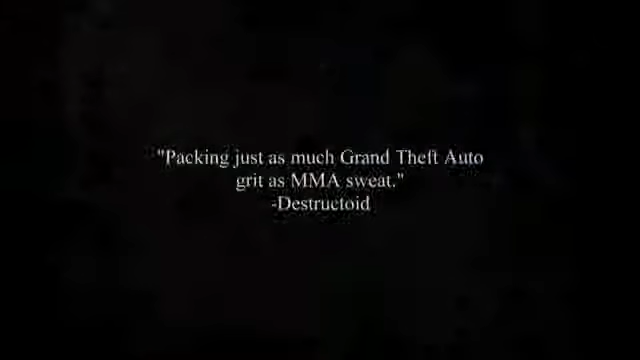 "Packing just as much Grand Theft Auto
grit as MMA sweat."
-Destructoid